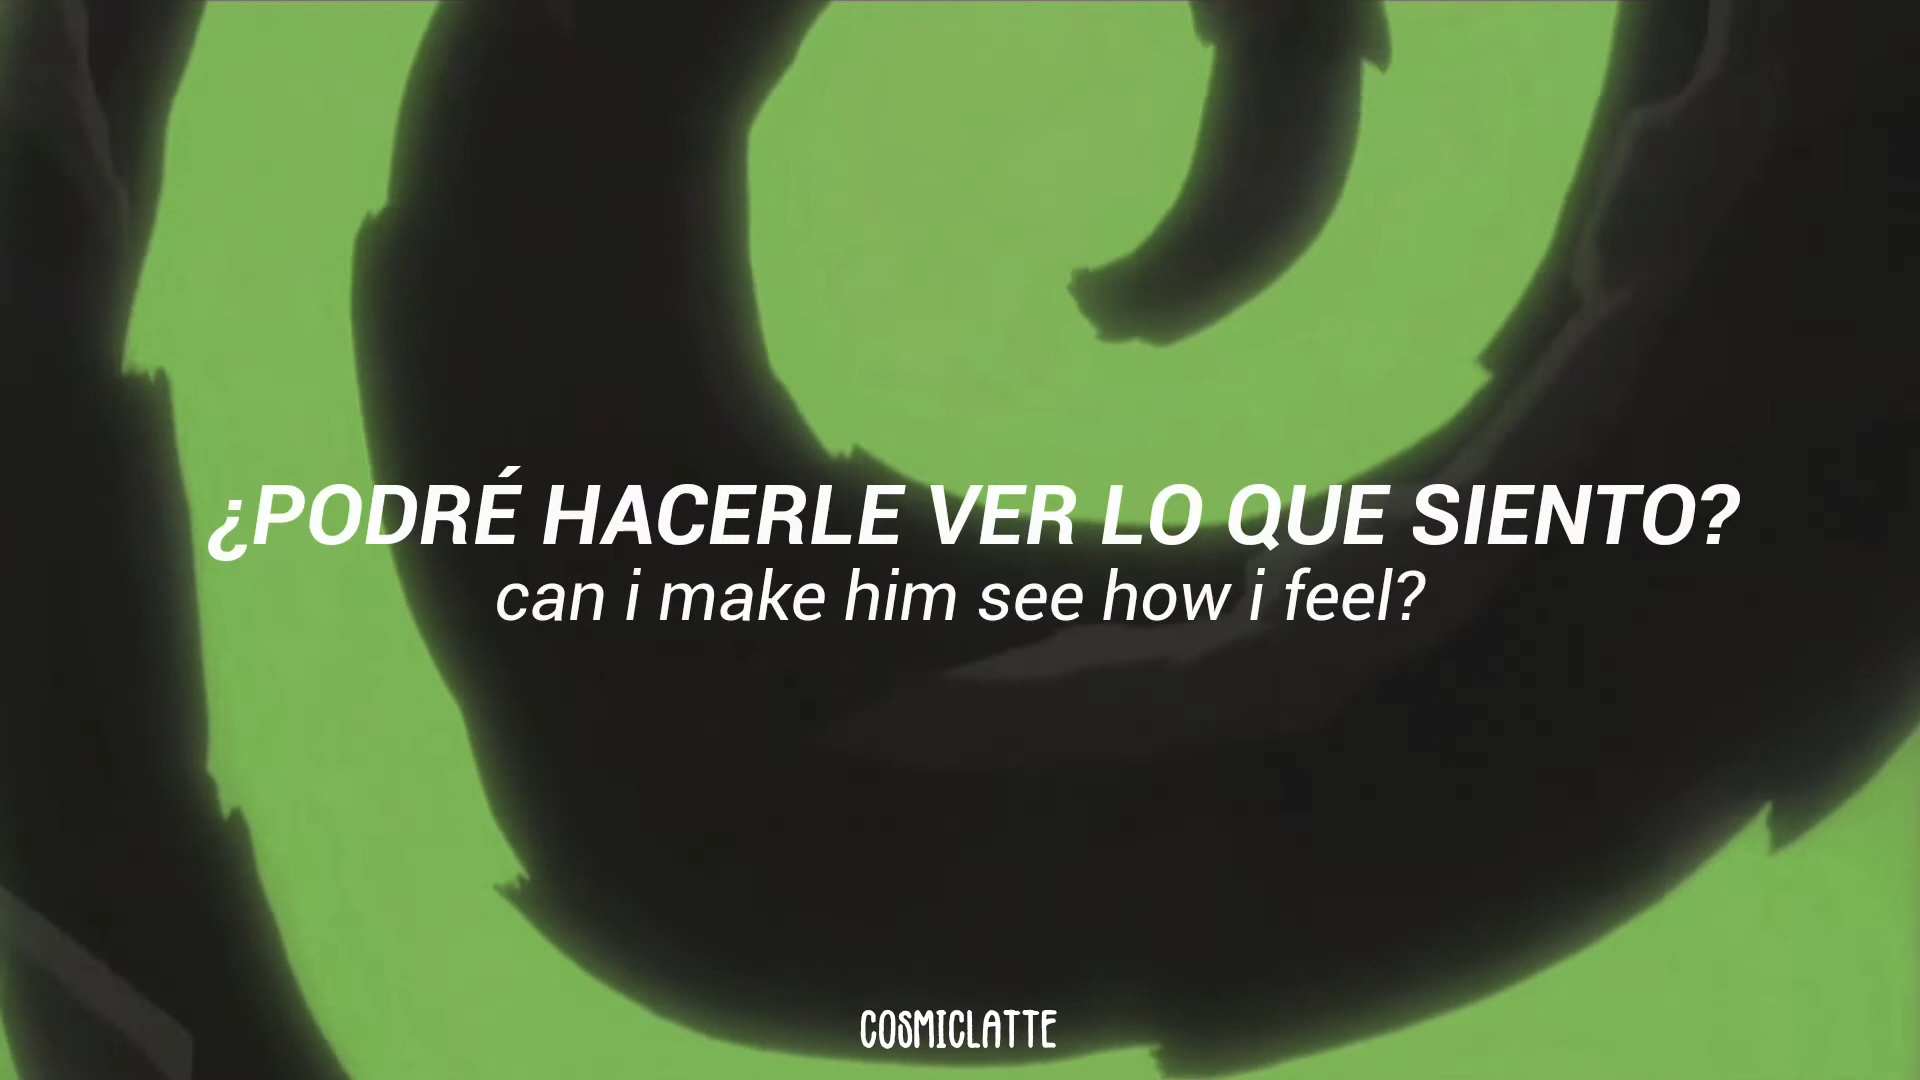 ¿PODRÉ HACERLE VER LO QUE SIENTO?
can i make him see how i feel?
COSMICLATTE